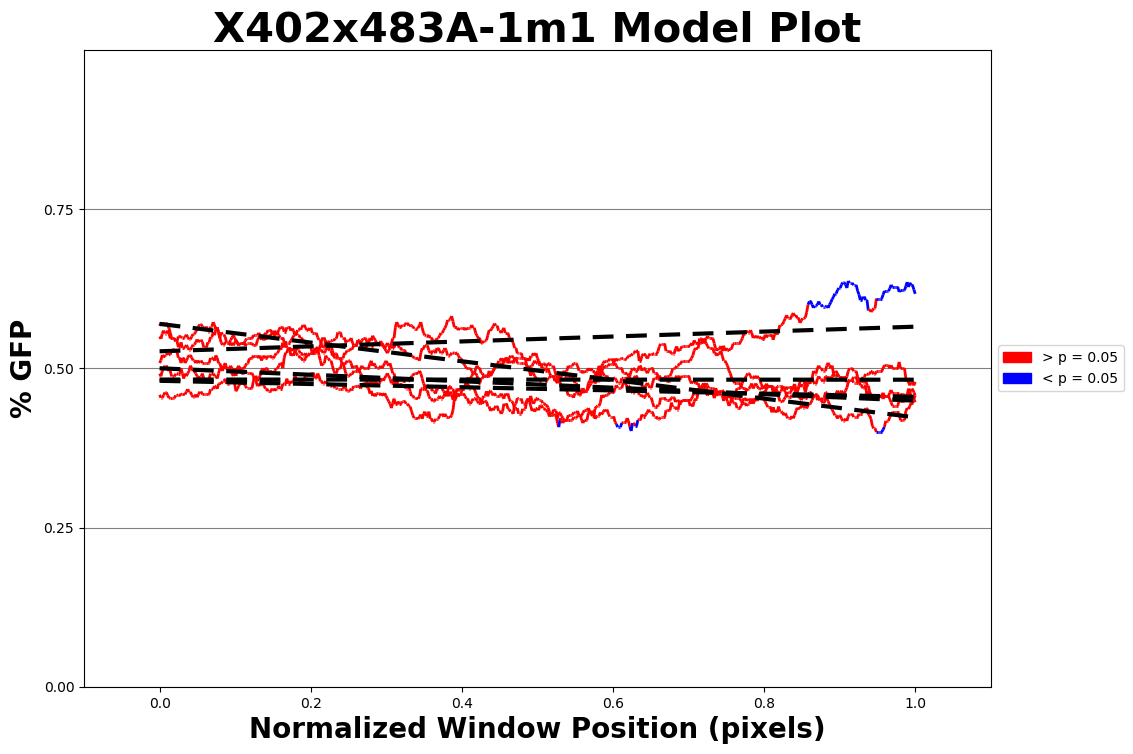 X402x483A-1m1 Model Plot
% GFP
0.75
0.50
0.25
0.00
0.0 0.2 0.4 0.6 0.8 1.0
Normalized Window Position (pixels)
> p = 0.05
< p = 0.05